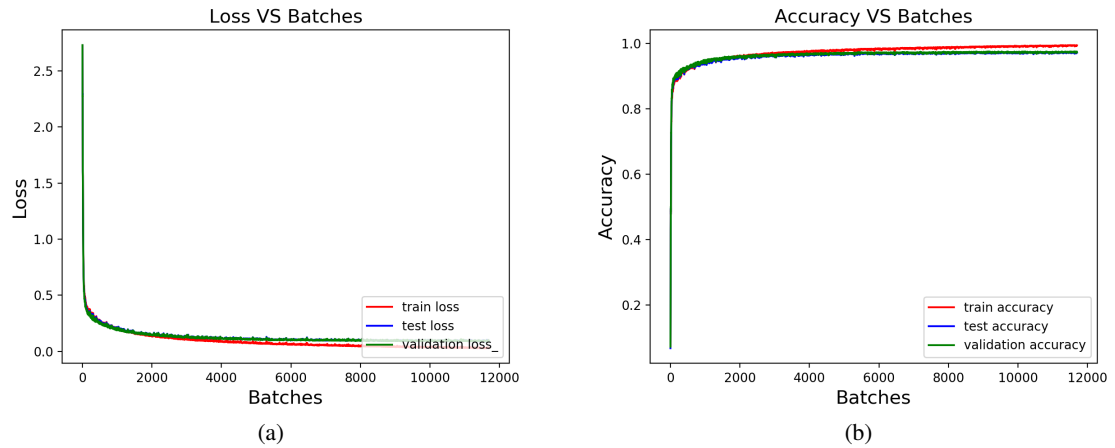 Loss VS Batches
2.5
2.0
1.5
1.0
0.5
0.0
Loss
train loss
test loss
validation loss_
0 2000 4000 6000 8000 10000 12000
Batches
(a)
Accuracy VS Batches
1.0
0.8
0.6
0.4
0.2
Accuracy
train accuracy
test accuracy
validation accuracy
0 2000 4000 6000 8000 10000 12000
Batches
(b)